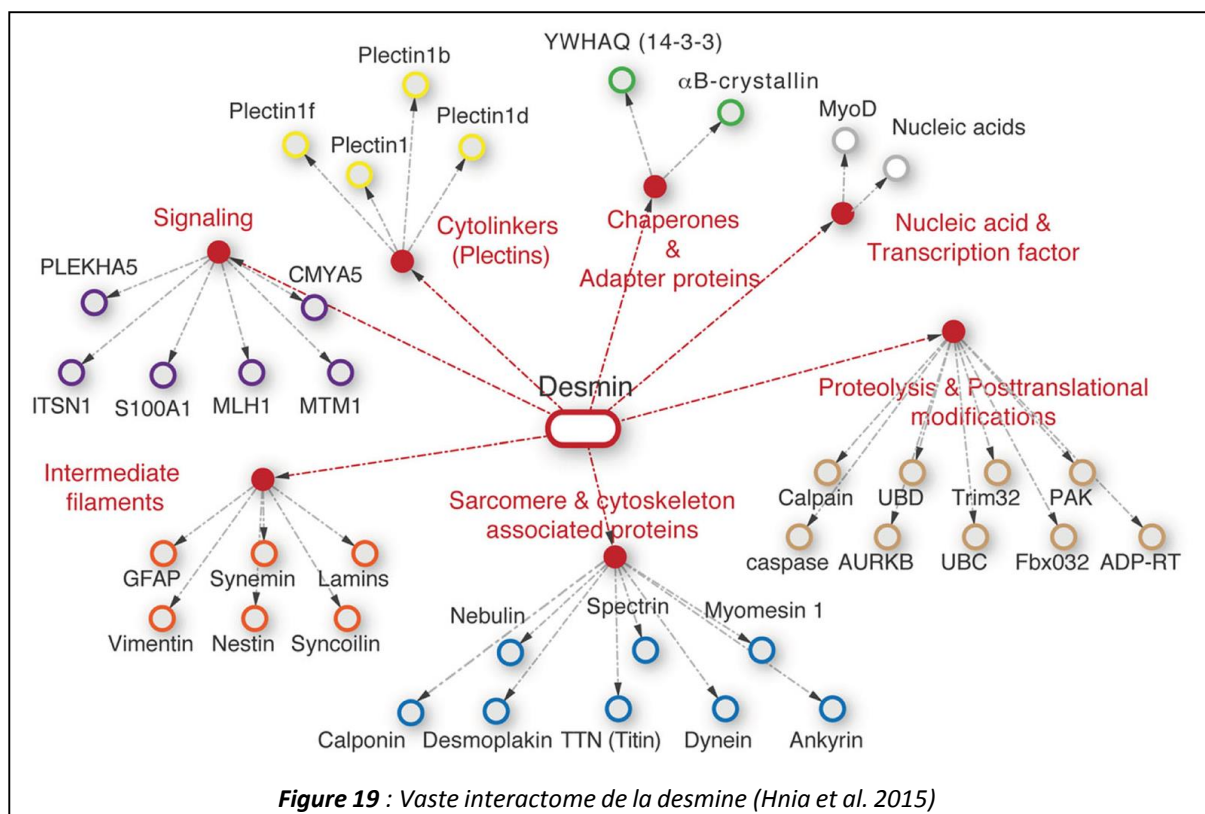 YWHAQ (14-3-3)
Plectin1b
αB-crystallin
Plectin1f
Plectin1d
MyoD
Nucleic acids
Plectin1
Signaling
Cytolinkers
(Plectins)
Chaperones
&
Adapter proteins
Nucleic acid &
Transcription factor
PLEKHA5
CMYA5
ITSN1
S100A1
MLH1
MTM1
Desmin
Proteolysis & Posttranslational
modifications
Intermediate
filaments
Sarcomere & cytoskeleton
associated proteins
Calpain
UBD
Trim32
PAK
caspase
AURKB
UBC
Fbx032
ADP-RT
GFAP
Synemin
Lamins
Vimentin
Nestin
Syncoilin
Nebulin
Spectrin
Myomesin 1
Calponin
Desmoplakin
TTN (Titin)
Dynein
Ankyrin
Figure 19 : Vaste interactome de la desmine (Hnia et al. 2015)